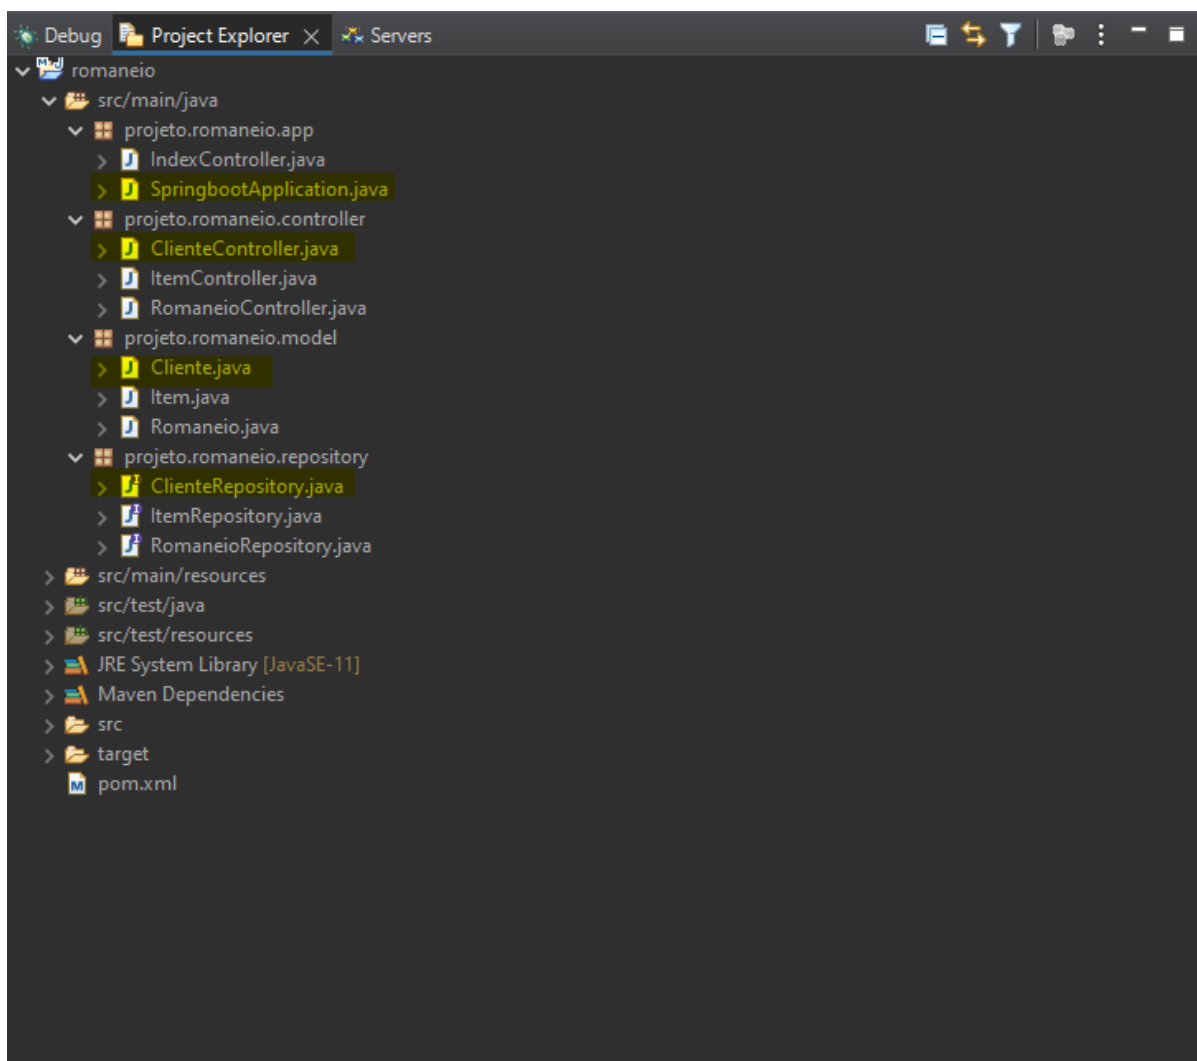 Debug Project Explorer Servers
romaneio
src/main/java
projeto.romaneio.app
IndexController.java
SpringbootApplication.java
projeto.romaneio.controller
ClienteController.java
ItemController.java
RomaneioController.java
projeto.romaneio.model
Cliente.java
Item.java
Romaneio.java
projeto.romaneio.repository
ClienteRepository.java
ItemRepository.java
RomaneioRepository.java
src/main/resources
src/test/java
src/test/resources
JRE System Library [JavaSE-11]
Maven Dependencies
src
target
pom.xml